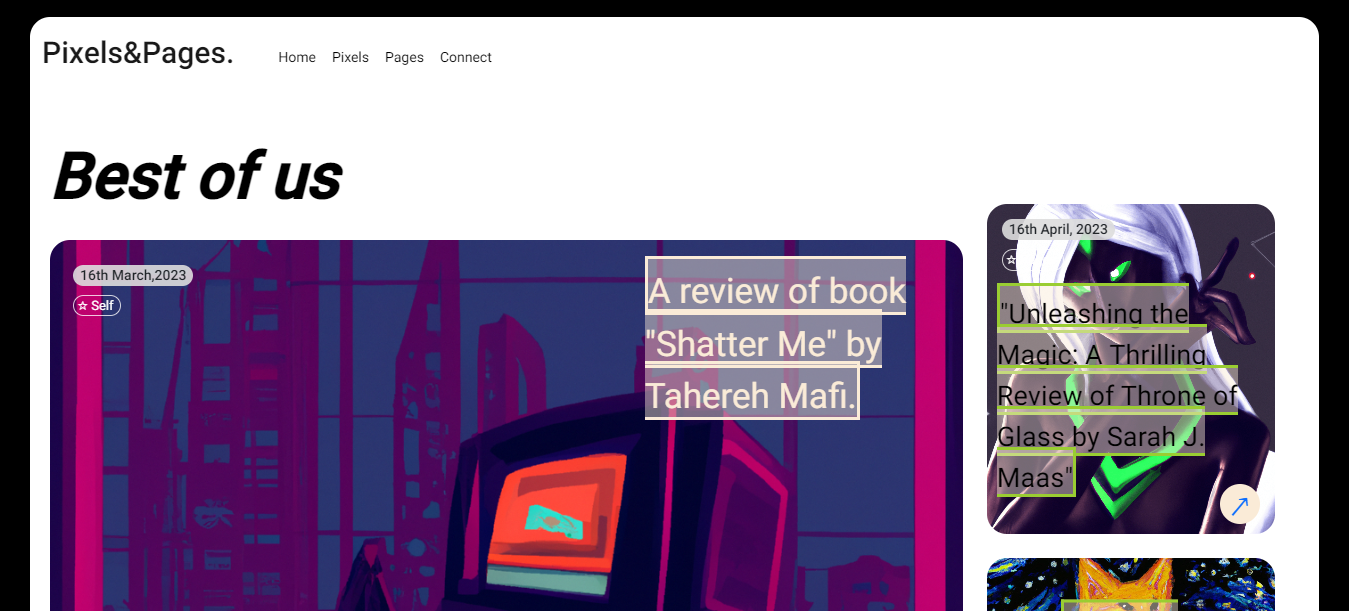 Pixels&Pages.
Home Pixels Pages Connect
Best of us
16th March,2023
☆ Self
A review of book
"Shatter Me" by
Tahereh Mafi.
16th April, 2023
☆
"Unleashing the
Magic: A Thrilling
Review of Throne of
Glass by Sarah J.
Maas"